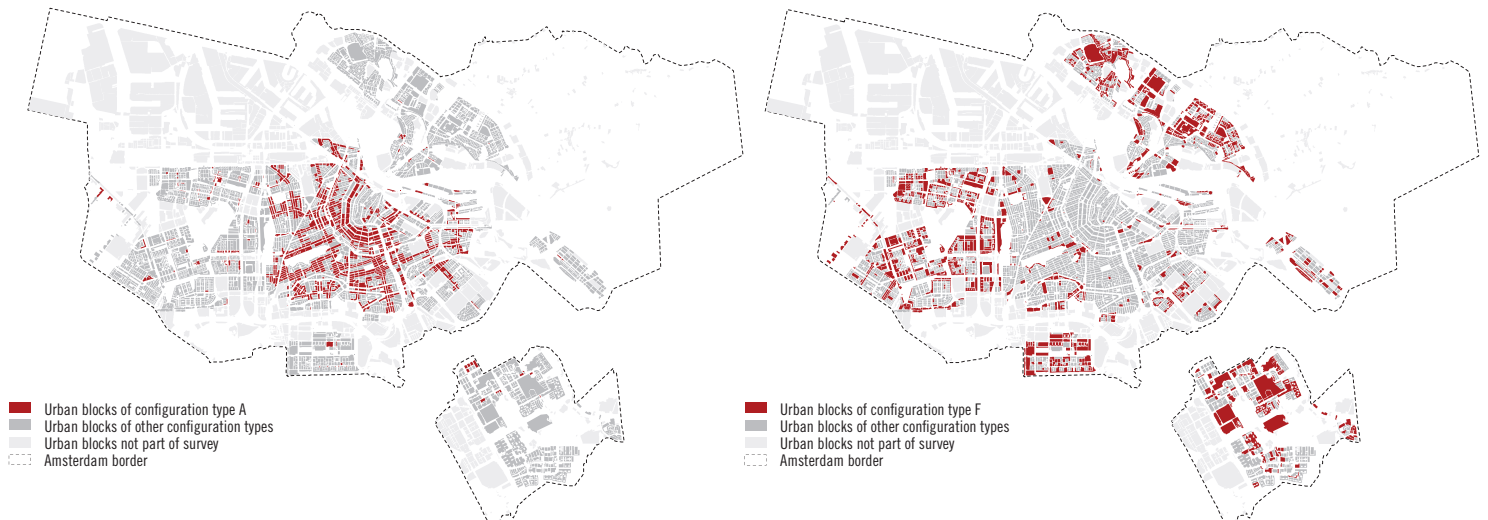 Urban blocks of configuration type A
Urban blocks of other configuration types
Urban blocks not part of survey
Amsterdam border
Urban blocks of configuration type F
Urban blocks of other configuration types
Urban blocks not part of survey
Amsterdam border